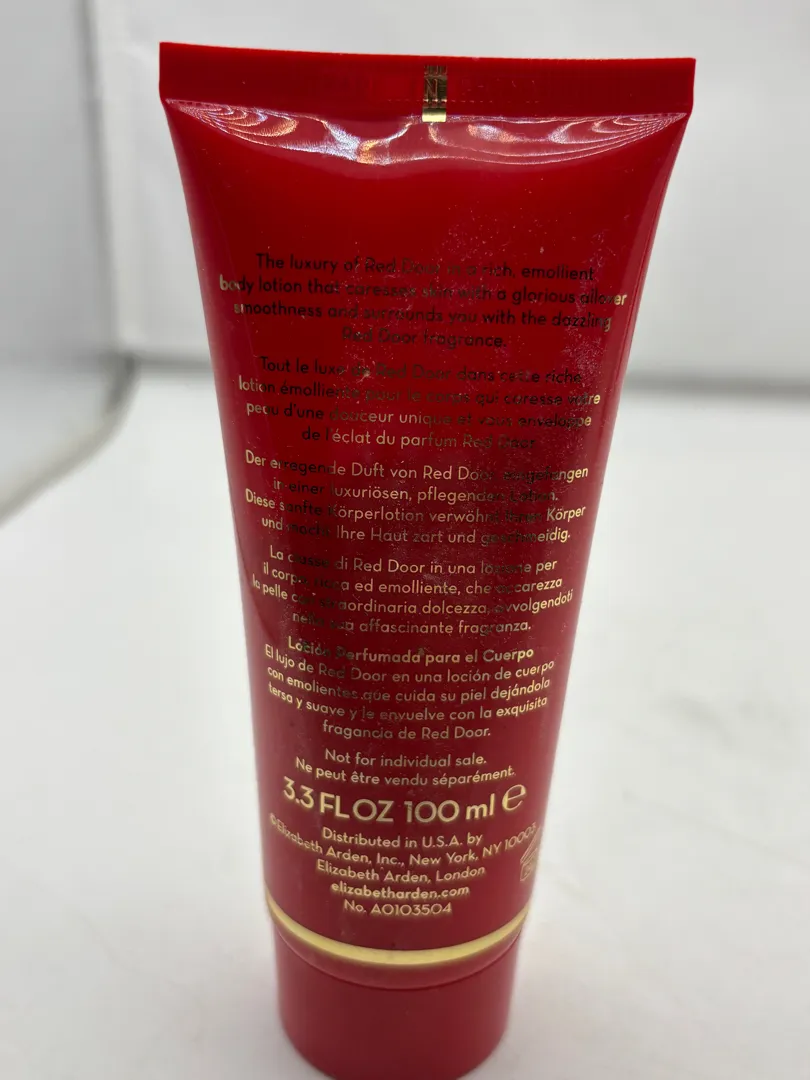 The luxury of Red Door in a rich, emollient
body lotion that caresses skin with a glorious allover
smoothness and surrounds you with the dazzling
Red Door fragrance.
Tout le luxe de Red Door dans cette riche
lotion émolliente pour le corps qui caresse votre
peau d'une douceur unique et vous enveloppe
de l'éclat du parfum Red Door.
Der erregende Duft von Red Door, eingefangen
in einer luxuriösen, pflegenden Lotion.
Diese sanfte Körperlotion verwöhnt Ihren Körper
und macht Ihre Haut zart und geschmeidig.
La classe di Red Door in una lozione per
il corpo, ricca ed emolliente, che accarezza
la pelle con straordinaria dolcezza, avvolgendoti
nella sua affascinante fragranza.
Loción Perfumada para el Cuerpo
El lujo de Red Door en una loción de cuerpo
con emolientes que cuida su piel dejándola
tersa y suave y le envuelve con la exquisita
fragancia de Red Door.
Not for individual sale.
Ne peut être vendu séparément.
3.3 FL OZ 100 ml e
Distributed in U.S.A. by
©Elizabeth Arden, Inc., New York, NY 10003
Elizabeth Arden, London
elizabetharden.com
No. A0103504